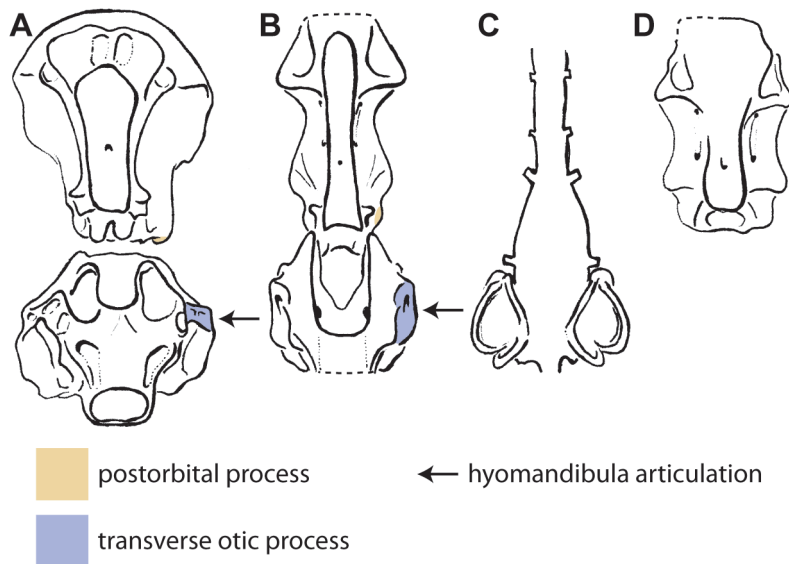 A B C D
postorbital process
hyomandibula articulation
transverse otic process